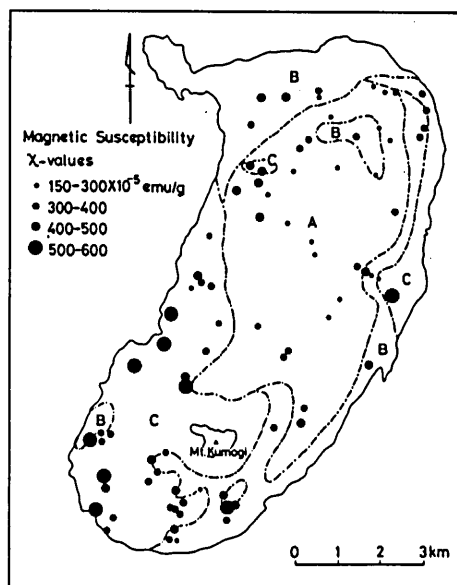 B
B
Magnetic Susceptibility
χ-values
150-300X10⁻⁵ emu/g
300-400
400-500
500-600
C
A
C
B
B
C
Mt. Kumogi
0 1 2 3km